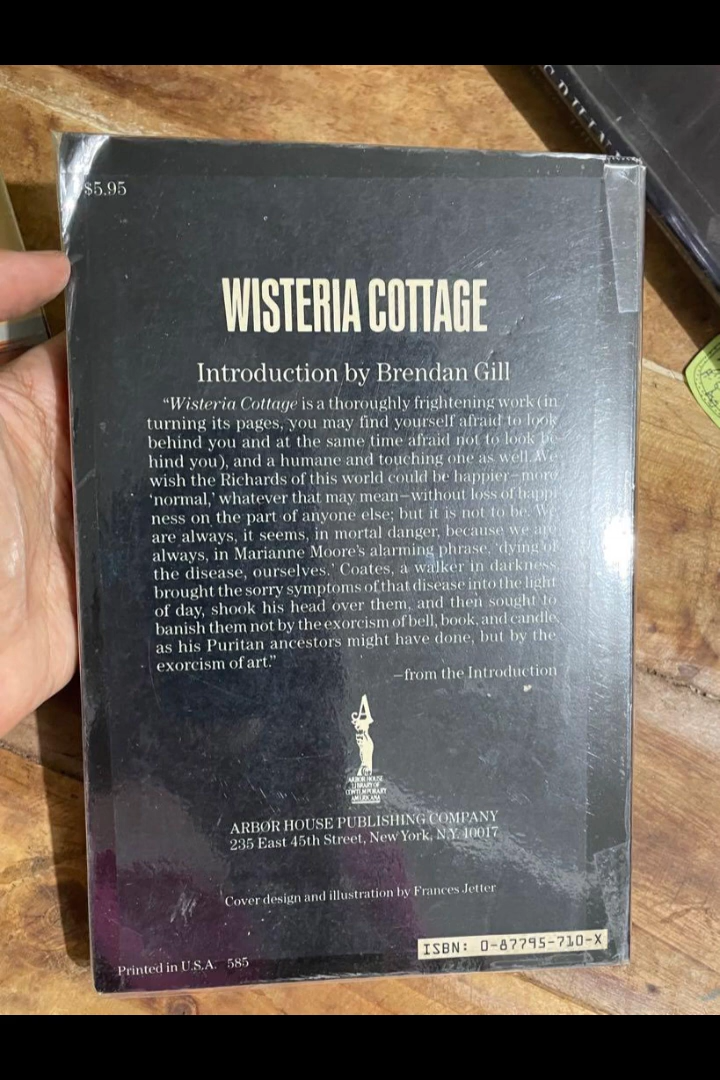 DILLA
$5.95
WISTERIA COTTAGE
Introduction by Brendan Gill
“Wisteria Cottage is a thoroughly frightening work (in
turning its pages, you may find yourself afraid to look
behind you and at the same time afraid not to look be-
hind you), and a humane and touching one as well. We
wish the Richards of this world could be happier—more
‘normal,’ whatever that may mean—without loss of happi
ness on the part of anyone else; but it is not to be. We
are always, it seems, in mortal danger, because we are
always, in Marianne Moore’s alarming phrase, ‘dying of
the disease, ourselves.’ Coates, a walker in darkness,
brought the sorry symptoms of that disease into the light
of day, shook his head over them, and then sought to
banish them not by the exorcism of bell, book, and candle,
as his Puritan ancestors might have done, but by the
exorcism of art.”
—from the Introduction
A
ARBOR HOUSE
LIBRARY OF
CONTEMPORARY
AMERICANA
ARBOR HOUSE PUBLISHING COMPANY
235 East 45th Street, New York, N.Y. 10017
Cover design and illustration by Frances Jetter
ISBN: 0-87795-710-X
Printed in U.S.A. 585